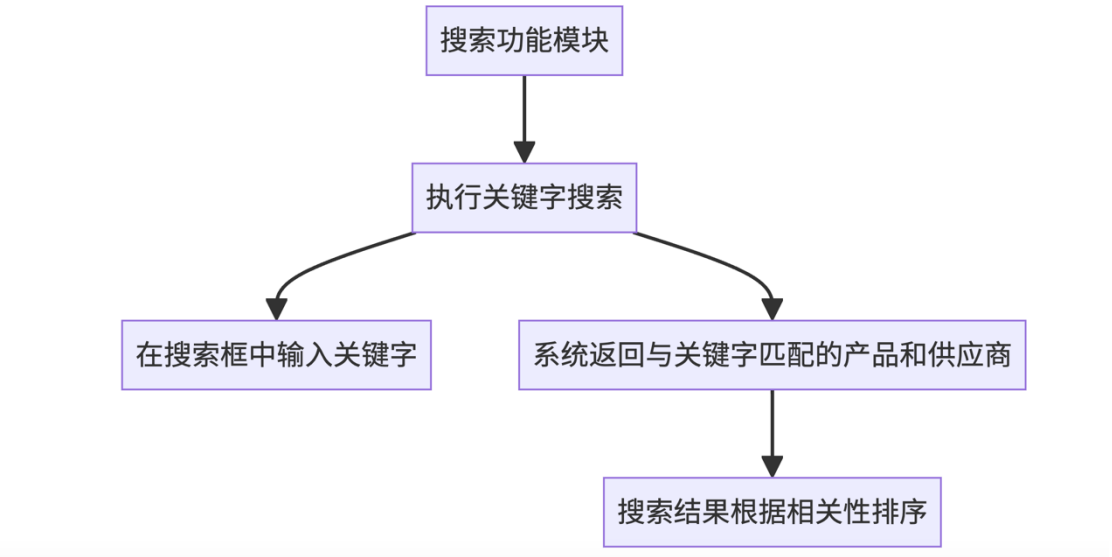 搜索功能模块
执行关键字搜索
在搜索框中输入关键字
系统返回与关键字匹配的产品和供应商
搜索结果根据相关性排序